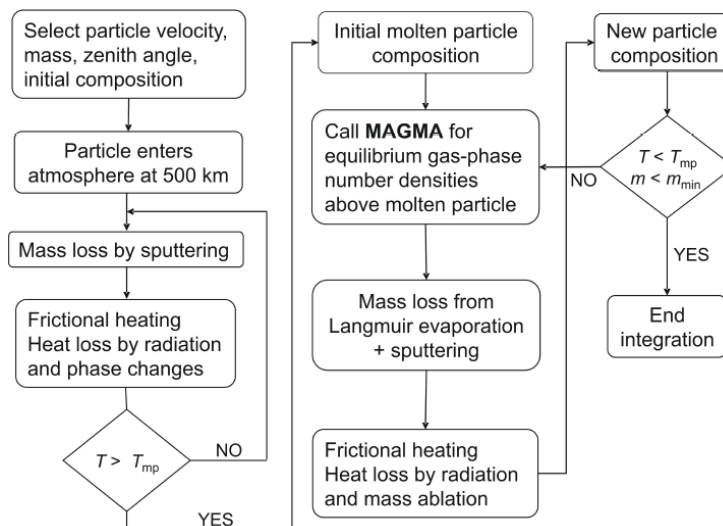 Select particle velocity,
mass, zenith angle,
initial composition
Particle enters
atmosphere at 500 km
Mass loss by sputtering
Frictional heating
Heat loss by radiation
and phase changes
T > Tmp
NO
YES
Initial molten particle
composition
Call MAGMA for
equilibrium gas-phase
number densities
above molten particle
Mass loss from
Langmuir evaporation
+ sputtering
Frictional heating
Heat loss by radiation
and mass ablation
New particle
composition
T < Tmp
m < mmin
NO
YES
End
integration